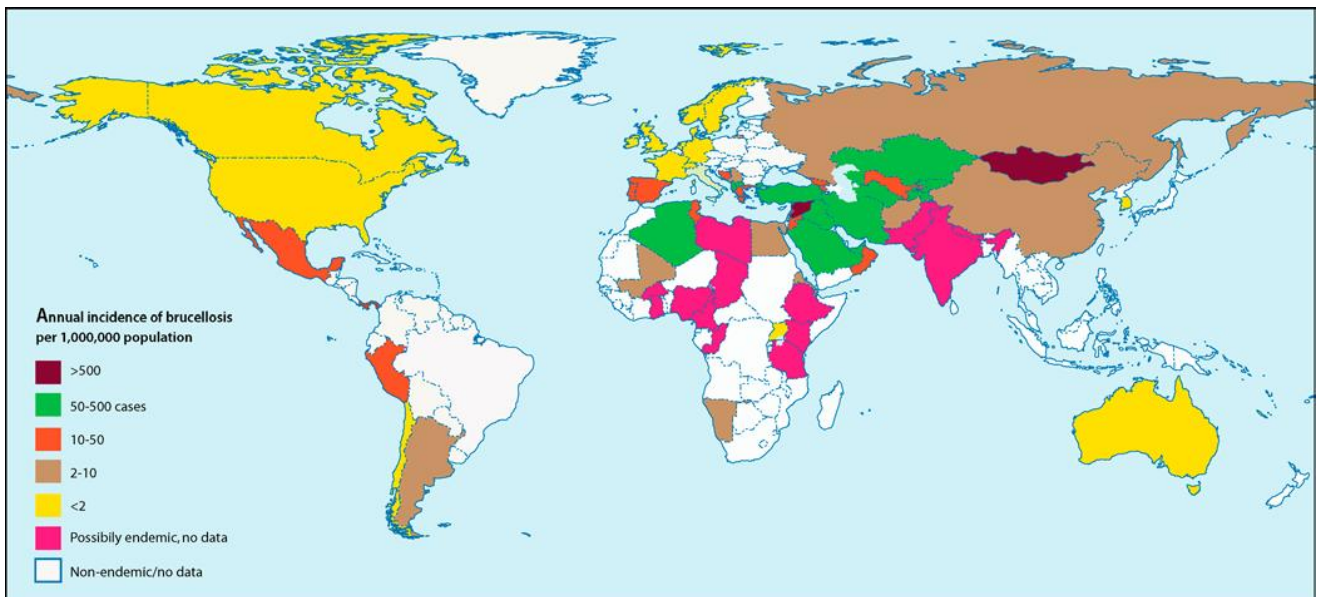 Annual incidence of brucellosis
per 1,000,000 population
>500
50-500 cases
10-50
2-10
<2
Possibily endemic, no data
Non-endemic/no data